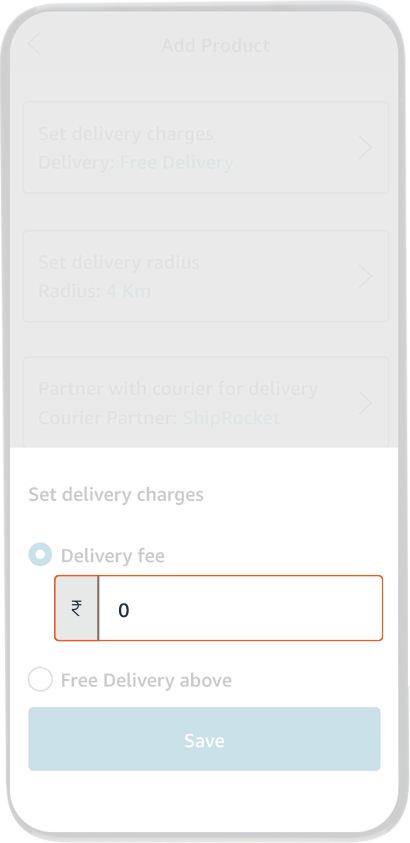 Add Product
Set delivery charges
Delivery: Free Delivery
Set delivery radius
Radius: 4 Km
Partner with courier for delivery
Courier Partner: ShipRocket
Set delivery charges
Delivery fee
₹ 0
Free Delivery above
Save